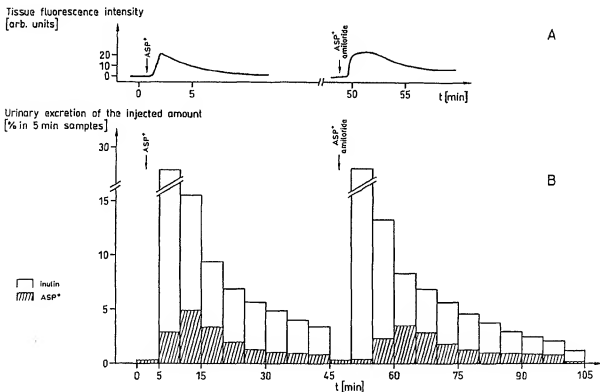 Tissue fluorescence intensity
[arb. units]
A
ASP⁺
ASP⁺
amiloride
20
10
0
0
5
50
55
t [min]
Urinary excretion of the injected amount
[% in 5 min samples]
B
ASP⁺
ASP⁺
amiloride
30
15
10
5
0
inulin
ASP⁺
0
5
15
30
45
60
75
90
105
t [min]